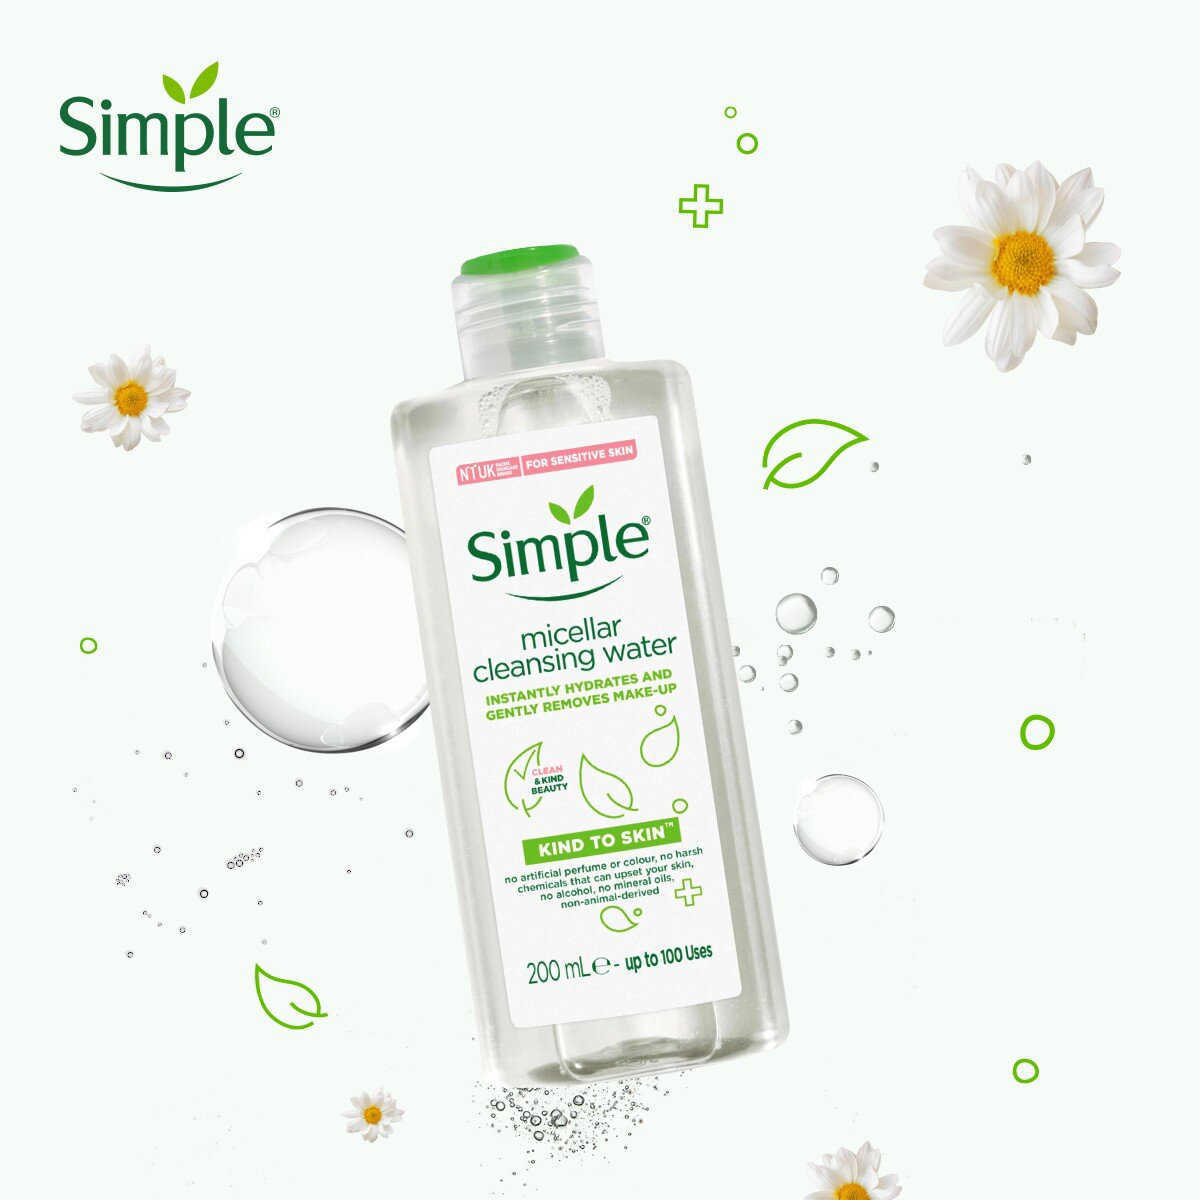 Simple®
N1UK FOR SENSITIVE SKIN
Simple®
micellar
cleansing water
INSTANTLY HYDRATES AND
GENTLY REMOVES MAKE-UP
CLEAN
& KIND
BEAUTY
KIND TO SKIN™
no artificial perfume or colour, no harsh
chemicals that can upset your skin,
no alcohol, no mineral oils,
non-animal-derived
200 mL℮ - up to 100 Uses